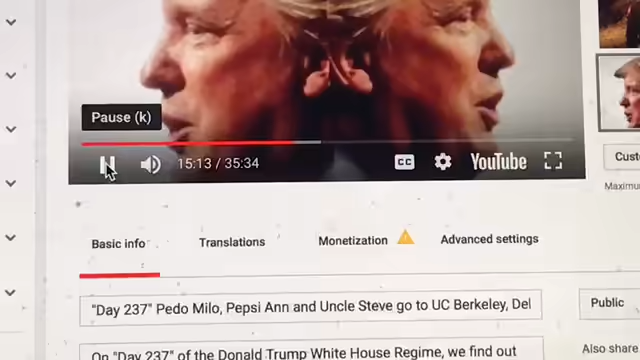 Pause (k)
15:13 / 35:34
CC
YouTube
Basic info
Translations
Monetization
Advanced settings
"Day 237" Pedo Milo, Pepsi Ann and Uncle Steve go to UC Berkeley, Del
Public
On "Day 237" of the Donald Trump White House Regime, we find out
Also share
Cust
Maximu